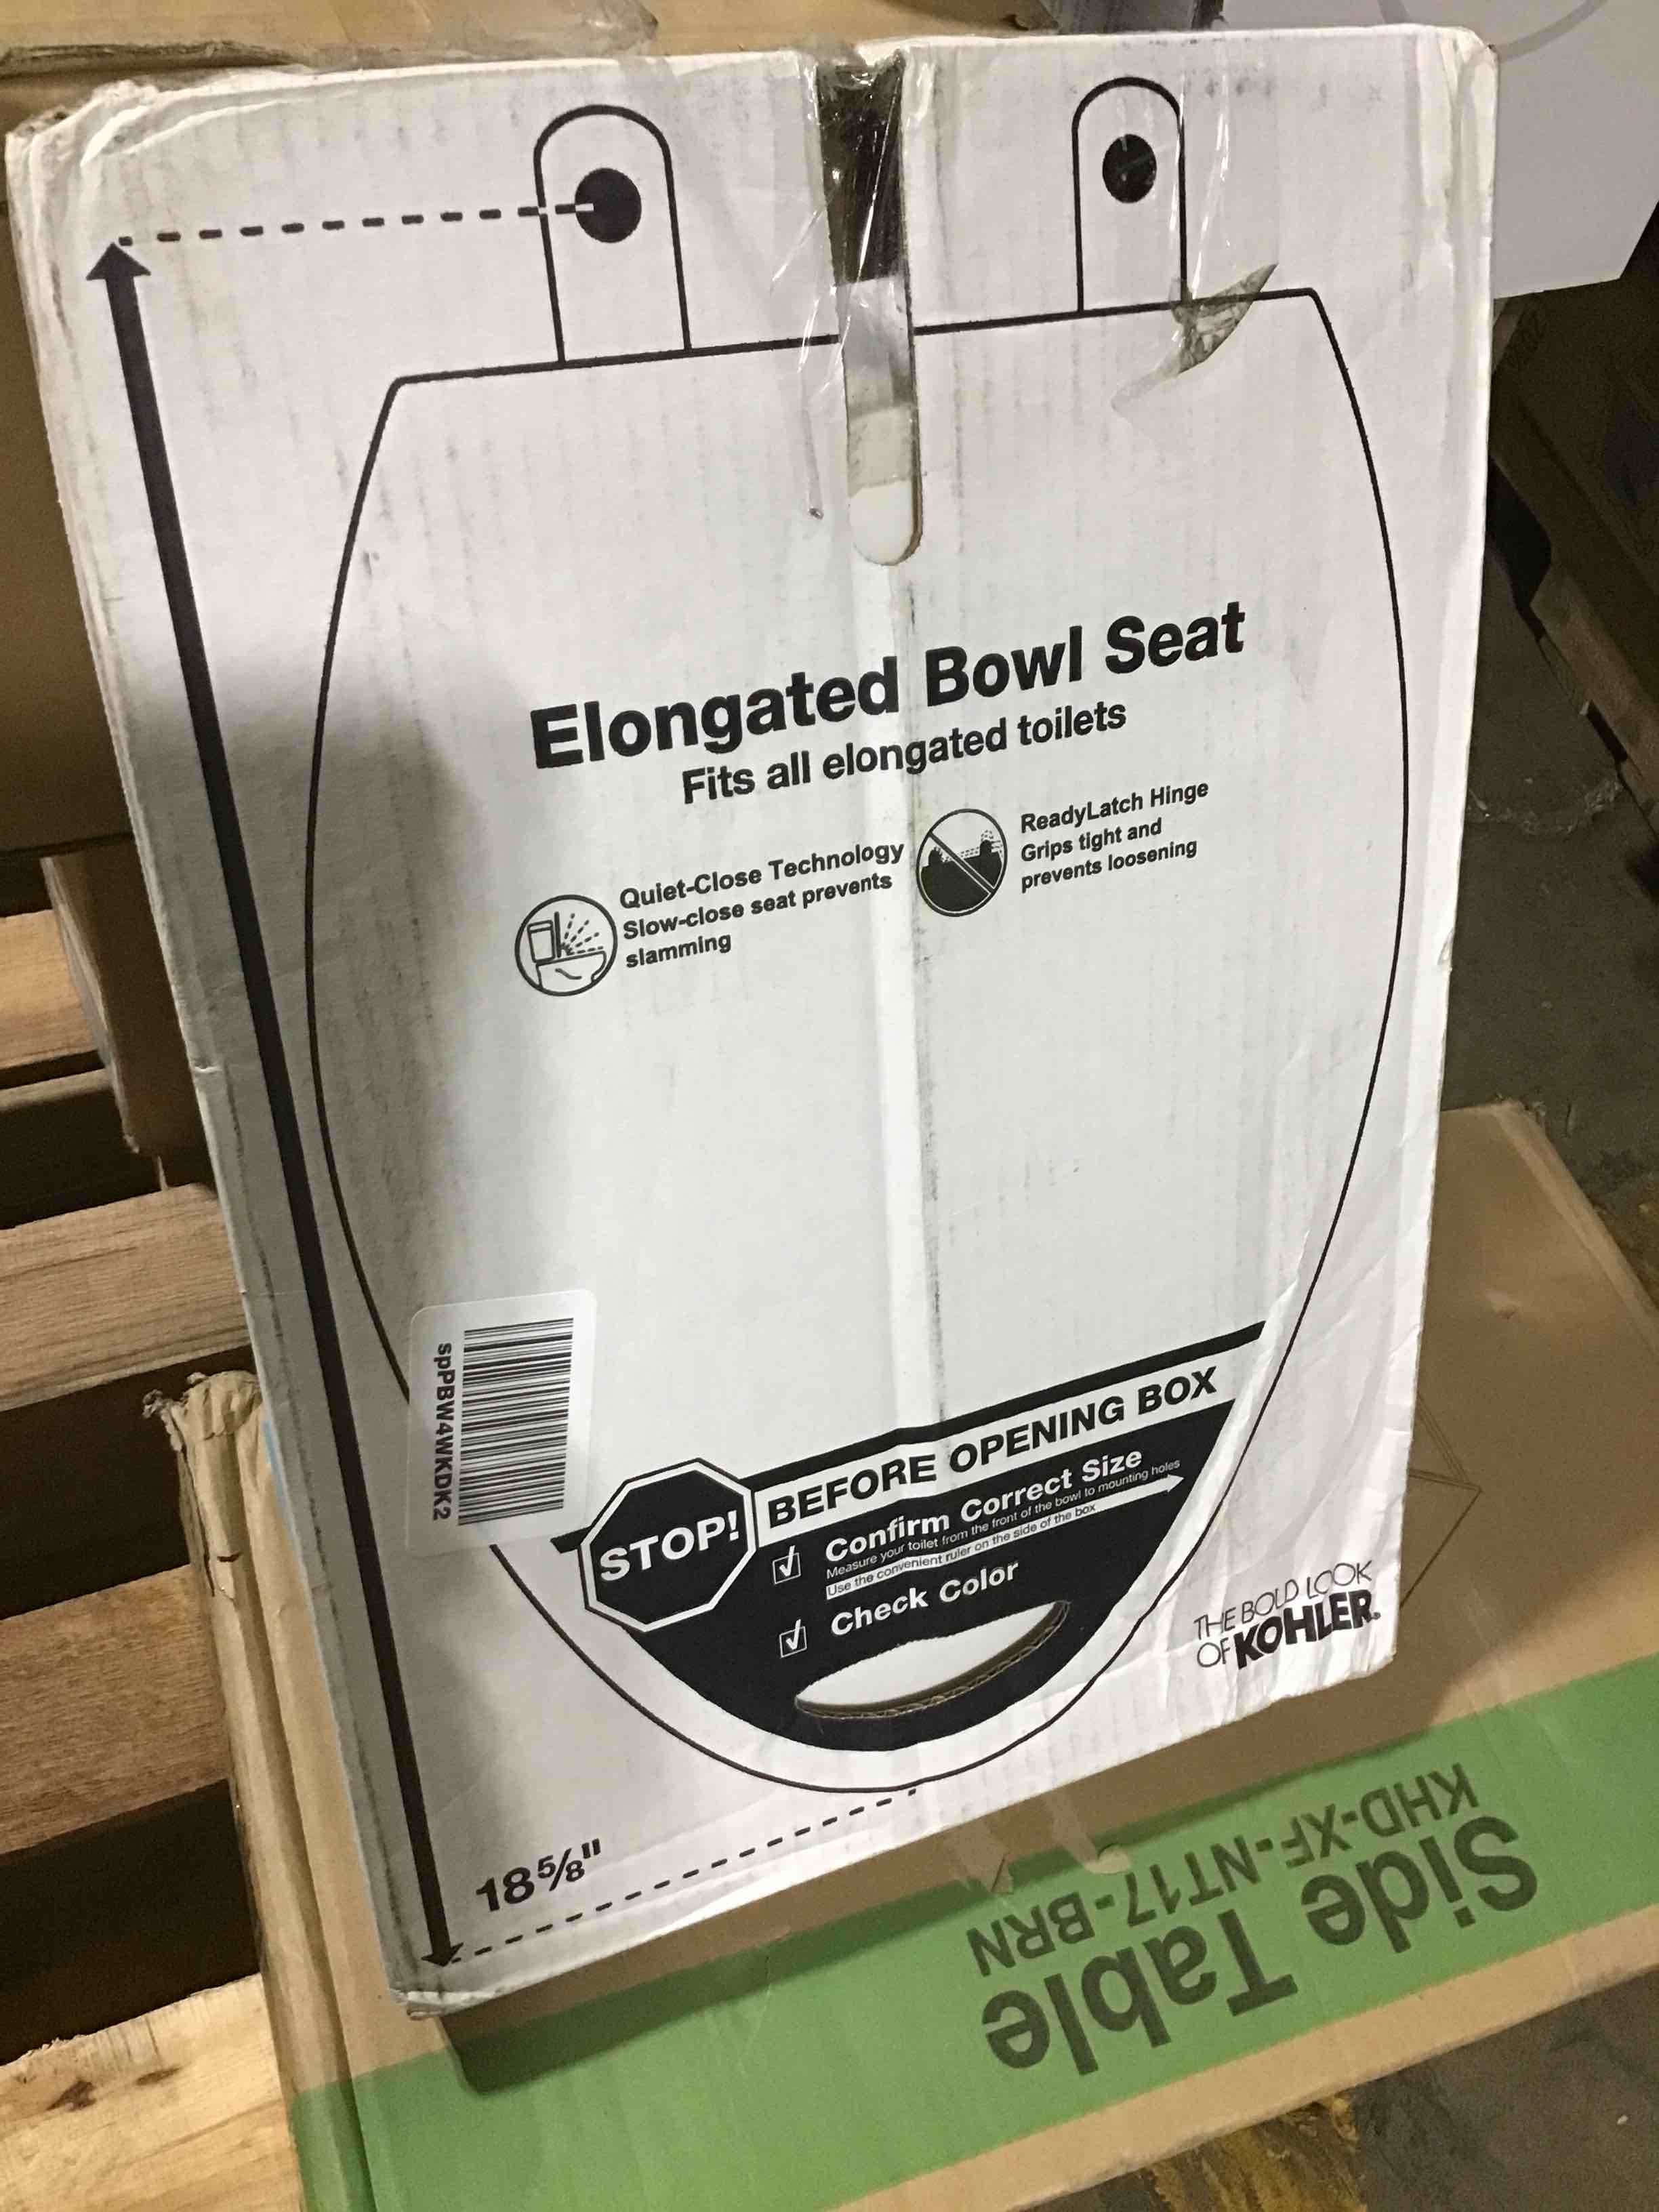 Elongated Bowl Seat
Fits all elongated toilets
Quiet-Close Technology
Slow-close seat prevents
slamming
ReadyLatch Hinge
Grips tight and
prevents loosening
spPBW4WKDK2
STOP!
BEFORE OPENING BOX
Confirm Correct Size
Measure your toilet from the front of the bowl to mounting holes
Use the convenient ruler on the side of the box
Check Color
THE BOLD LOOK
OF KOHLER.
18⅝"
Side Table
KHD-XF-NT17-BRN